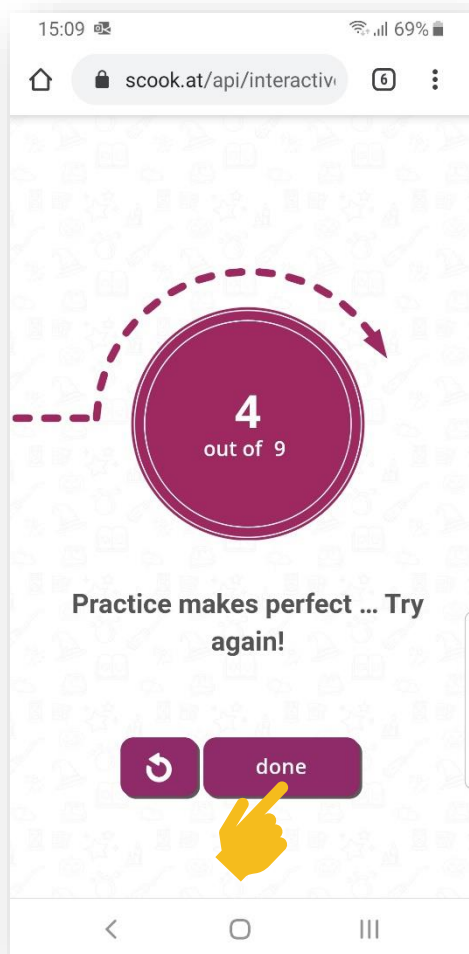 15:09 69%
scook.at/api/interactiv 6
4
out of 9
Practice makes perfect ... Try
again!
done